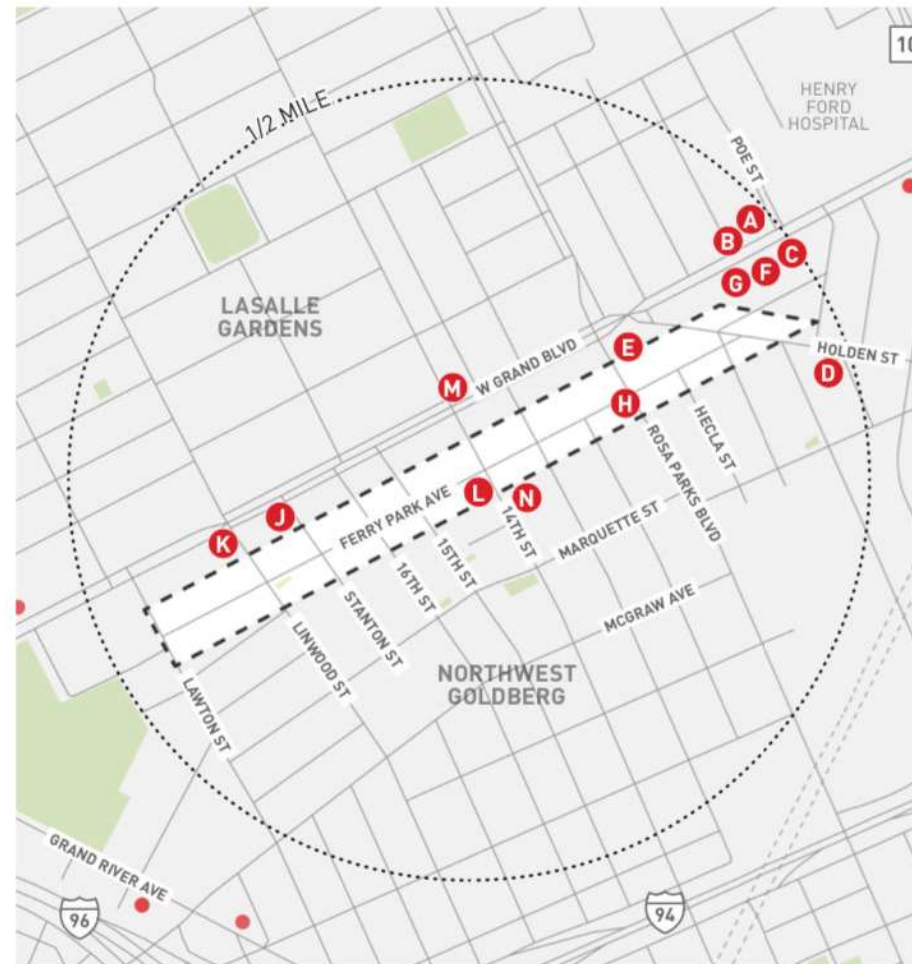 10
HENRY
FORD
HOSPITAL
1/2 MILE
POE ST
A
B
C
F
G
LASALLE
GARDENS
E
HOLDEN ST
W GRAND BLVD
D
M
H
HECLA ST
ROSA PARKS BLVD
L
N
FERRY PARK AVE
J
14TH ST
MARQUETTE ST
K
15TH ST
16TH ST
MCGRAW AVE
STANTON ST
LINWOOD ST
NORTHWEST
GOLDBERG
LAWTON ST
GRAND RIVER AVE
96
94